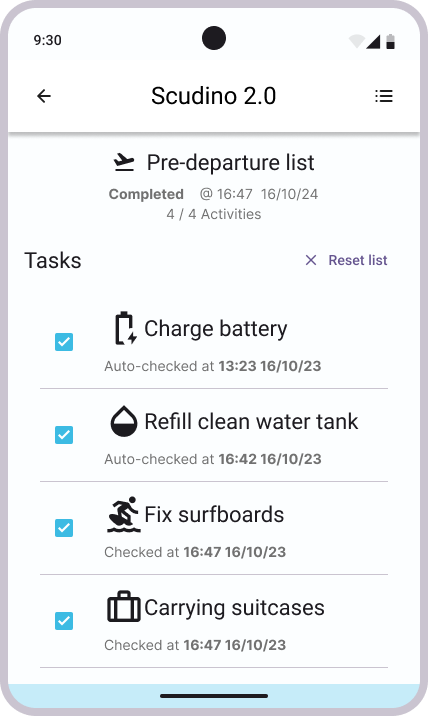 9:30
Scudino 2.0
Pre-departure list
Completed @ 16:47 16/10/24
4 / 4 Activities
Tasks
Reset list
Charge battery
Auto-checked at 13:23 16/10/23
Refill clean water tank
Auto-checked at 16:42 16/10/23
Fix surfboards
Checked at 16:47 16/10/23
Carrying suitcases
Checked at 16:47 16/10/23